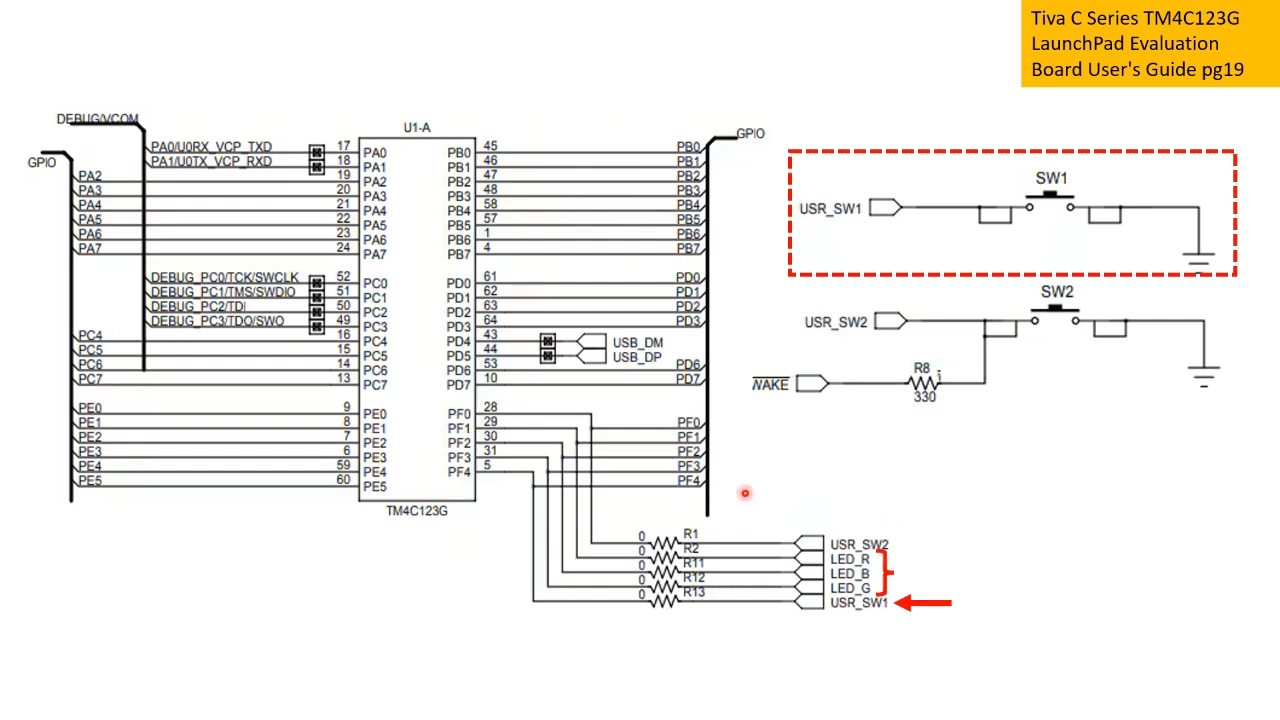 Tiva C Series TM4C123G
LaunchPad Evaluation
Board User's Guide pg19
DEBUG/VCOM
GPIO
U1-A
GPIO
PA0/U0RX_VCP_TXD 17 PA0 PB0 45 PB0
PA1/U0TX_VCP_RXD 18 PA1 PB1 46 PB1
PA2 19 PA2 PB2 47 PB2
PA3 20 PA3 PB3 48 PB3
PA4 21 PA4 PB4 58 PB4
PA5 22 PA5 PB5 57 PB5
PA6 23 PA6 PB6 1 PB6
PA7 24 PA7 PB7 4 PB7
DEBUG_PC0/TCK/SWCLK 52 PC0 PD0 61 PD0
DEBUG_PC1/TMS/SWDIO 51 PC1 PD1 62 PD1
DEBUG_PC2/TDI 50 PC2 PD2 63 PD2
DEBUG_PC3/TDO/SWO 49 PC3 PD3 64 PD3
PC4 16 PC4 PD4 43 USB_DM
PC5 15 PC5 PD5 44 USB_DP
PC6 14 PC6 PD6 53 PD6
PC7 13 PC7 PD7 10 PD7
PE0 9 PE0 PF0 28 PF0
PE1 8 PE1 PF1 29 PF1
PE2 7 PE2 PF2 30 PF2
PE3 6 PE3 PF3 31 PF3
PE4 59 PE4 PF4 5 PF4
PE5 60 PE5
TM4C123G
0 R1 USR_SW2
0 R2 LED_R
0 R11 LED_B
0 R12 LED_G
0 R13 USR_SW1
SW1
USR_SW1
SW2
USR_SW2
WAKE
R8
330